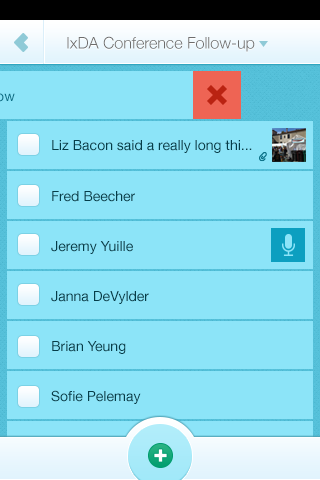 IxDA Conference Follow-up
ow
Liz Bacon said a really long thi...
Fred Beecher
Jeremy Yuille
Janna DeVylder
Brian Yeung
Sofie Pelemay